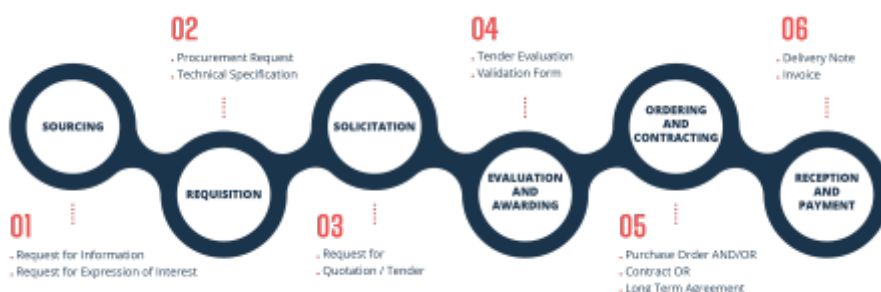 02
Procurement Request
Technical Specification
04
Tender Evaluation
Validation Form
06
Delivery Note
Invoice
SOURCING
REQUISITION
SOLICITATION
EVALUATION
AND
AWARDING
ORDERING
AND
CONTRACTING
RECEPTION
AND
PAYMENT
01
Request for Information
Request for Expression of Interest
03
Request for
Quotation / Tender
05
Purchase Order AND/OR
Contract OR
Long Term Agreement